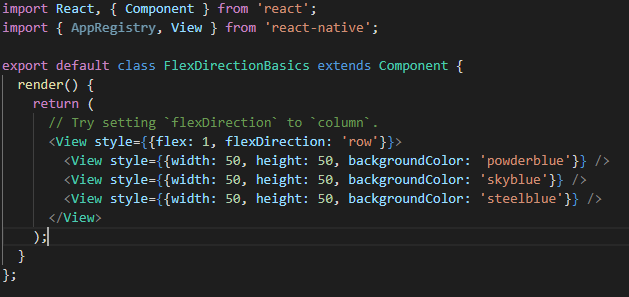 import React, { Component } from 'react';
import { AppRegistry, View } from 'react-native';
export default class FlexDirectionBasics extends Component {
render() {
return (
// Try setting `flexDirection` to `column`.
<View style={{flex: 1, flexDirection: 'row'}}>
<View style={{width: 50, height: 50, backgroundColor: 'powderblue'}} />
<View style={{width: 50, height: 50, backgroundColor: 'skyblue'}} />
<View style={{width: 50, height: 50, backgroundColor: 'steelblue'}} />
</View>
);
}
};